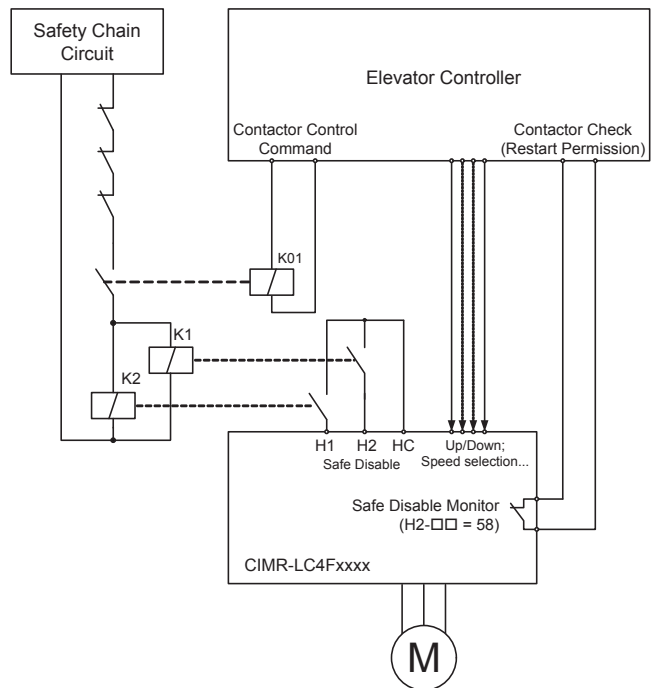 Safety Chain
Circuit
Elevator Controller
Contactor Control
Command
Contactor Check
(Restart Permission)
K01
K1
K2
H1 H2 HC
Safe Disable
Up/Down;
Speed selection...
Safe Disable Monitor
(H2-□□ = 58)
CIMR-LC4Fxxxx
M